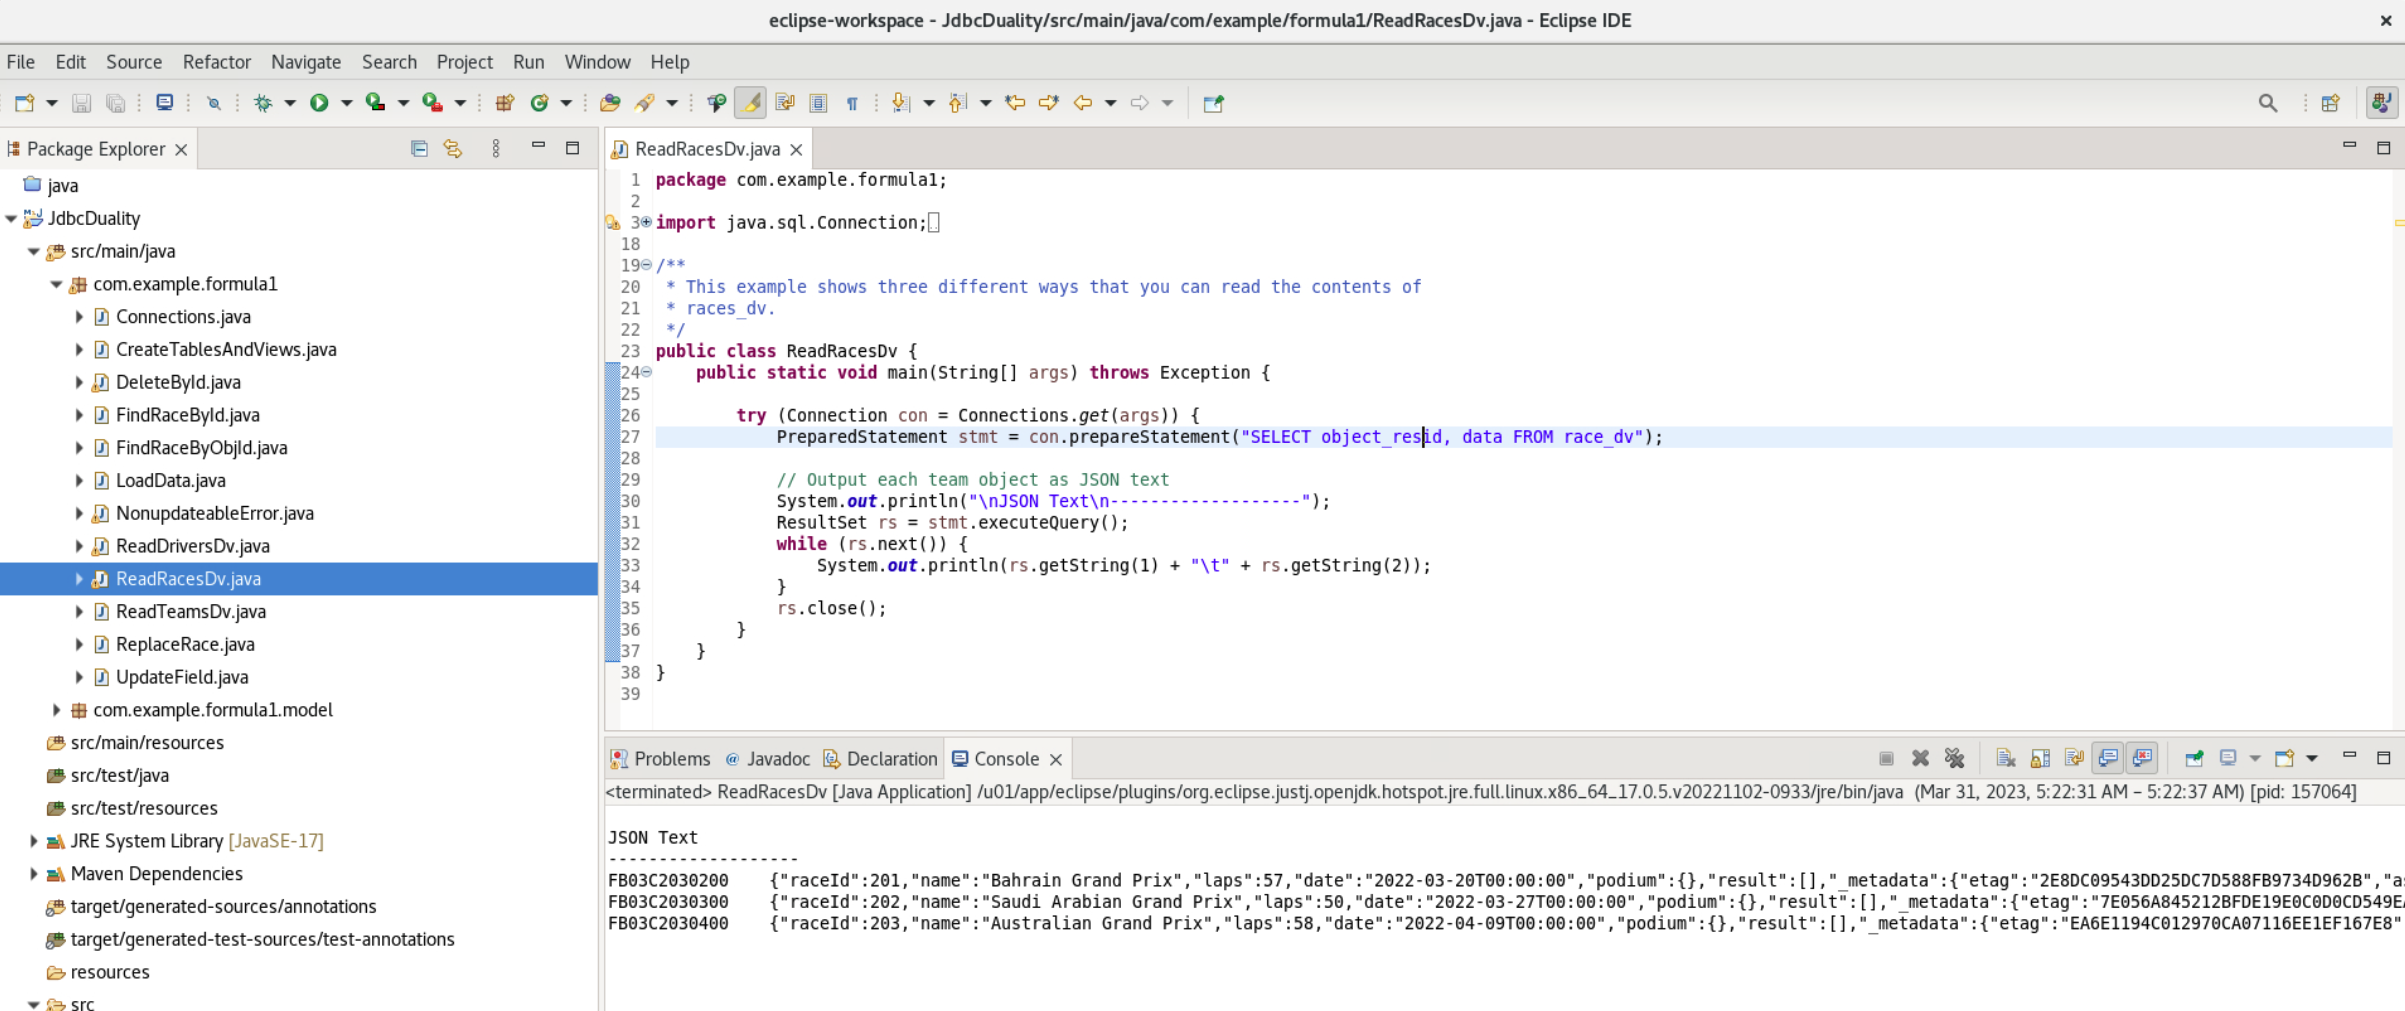 eclipse-workspace - JdbcDuality/src/main/java/com/example/formula1/ReadRacesDv.java - Eclipse IDE
File Edit Source Refactor Navigate Search Project Run Window Help
Package Explorer
java
JdbcDuality
src/main/java
com.example.formula1
Connections.java
CreateTablesAndViews.java
DeleteById.java
FindRaceById.java
FindRaceByObjId.java
LoadData.java
NonupdateableError.java
ReadDriversDv.java
ReadRacesDv.java
ReadTeamsDv.java
ReplaceRace.java
UpdateField.java
com.example.formula1.model
src/main/resources
src/test/java
src/test/resources
JRE System Library [JavaSE-17]
Maven Dependencies
target/generated-sources/annotations
target/generated-test-sources/test-annotations
resources
src
ReadRacesDv.java
1 package com.example.formula1;
2
3 import java.sql.Connection;
18
19 /**
20 * This example shows three different ways that you can read the contents of
21 * races_dv.
22 */
23 public class ReadRacesDv {
24 public static void main(String[] args) throws Exception {
25
26 try (Connection con = Connections.get(args)) {
27 PreparedStatement stmt = con.prepareStatement("SELECT object_resid, data FROM race_dv");
28
29 // Output each team object as JSON text
30 System.out.println("\nJSON Text\n-------------------");
31 ResultSet rs = stmt.executeQuery();
32 while (rs.next()) {
33 System.out.println(rs.getString(1) + "\t" + rs.getString(2));
34 }
35 rs.close();
36 }
37 }
38 }
39
Problems @ Javadoc Declaration Console
<terminated> ReadRacesDv [Java Application] /u01/app/eclipse/plugins/org.eclipse.justj.openjdk.hotspot.jre.full.linux.x86_64_17.0.5.v20221102-0933/jre/bin/java (Mar 31, 2023, 5:22:31 AM – 5:22:37 AM) [pid: 157064]
JSON Text
-------------------
FB03C2030200 {"raceId":201,"name":"Bahrain Grand Prix","laps":57,"date":"2022-03-20T00:00:00","podium":{},"result":[],"_metadata":{"etag":"2E8DC09543DD25DC7D588FB9734D962B","as
FB03C2030300 {"raceId":202,"name":"Saudi Arabian Grand Prix","laps":50,"date":"2022-03-27T00:00:00","podium":{},"result":[],"_metadata":{"etag":"7E056A845212BFDE19E0C0D0CD549EA
FB03C2030400 {"raceId":203,"name":"Australian Grand Prix","laps":58,"date":"2022-04-09T00:00:00","podium":{},"result":[],"_metadata":{"etag":"EA6E1194C012970CA07116EE1EF167E8"